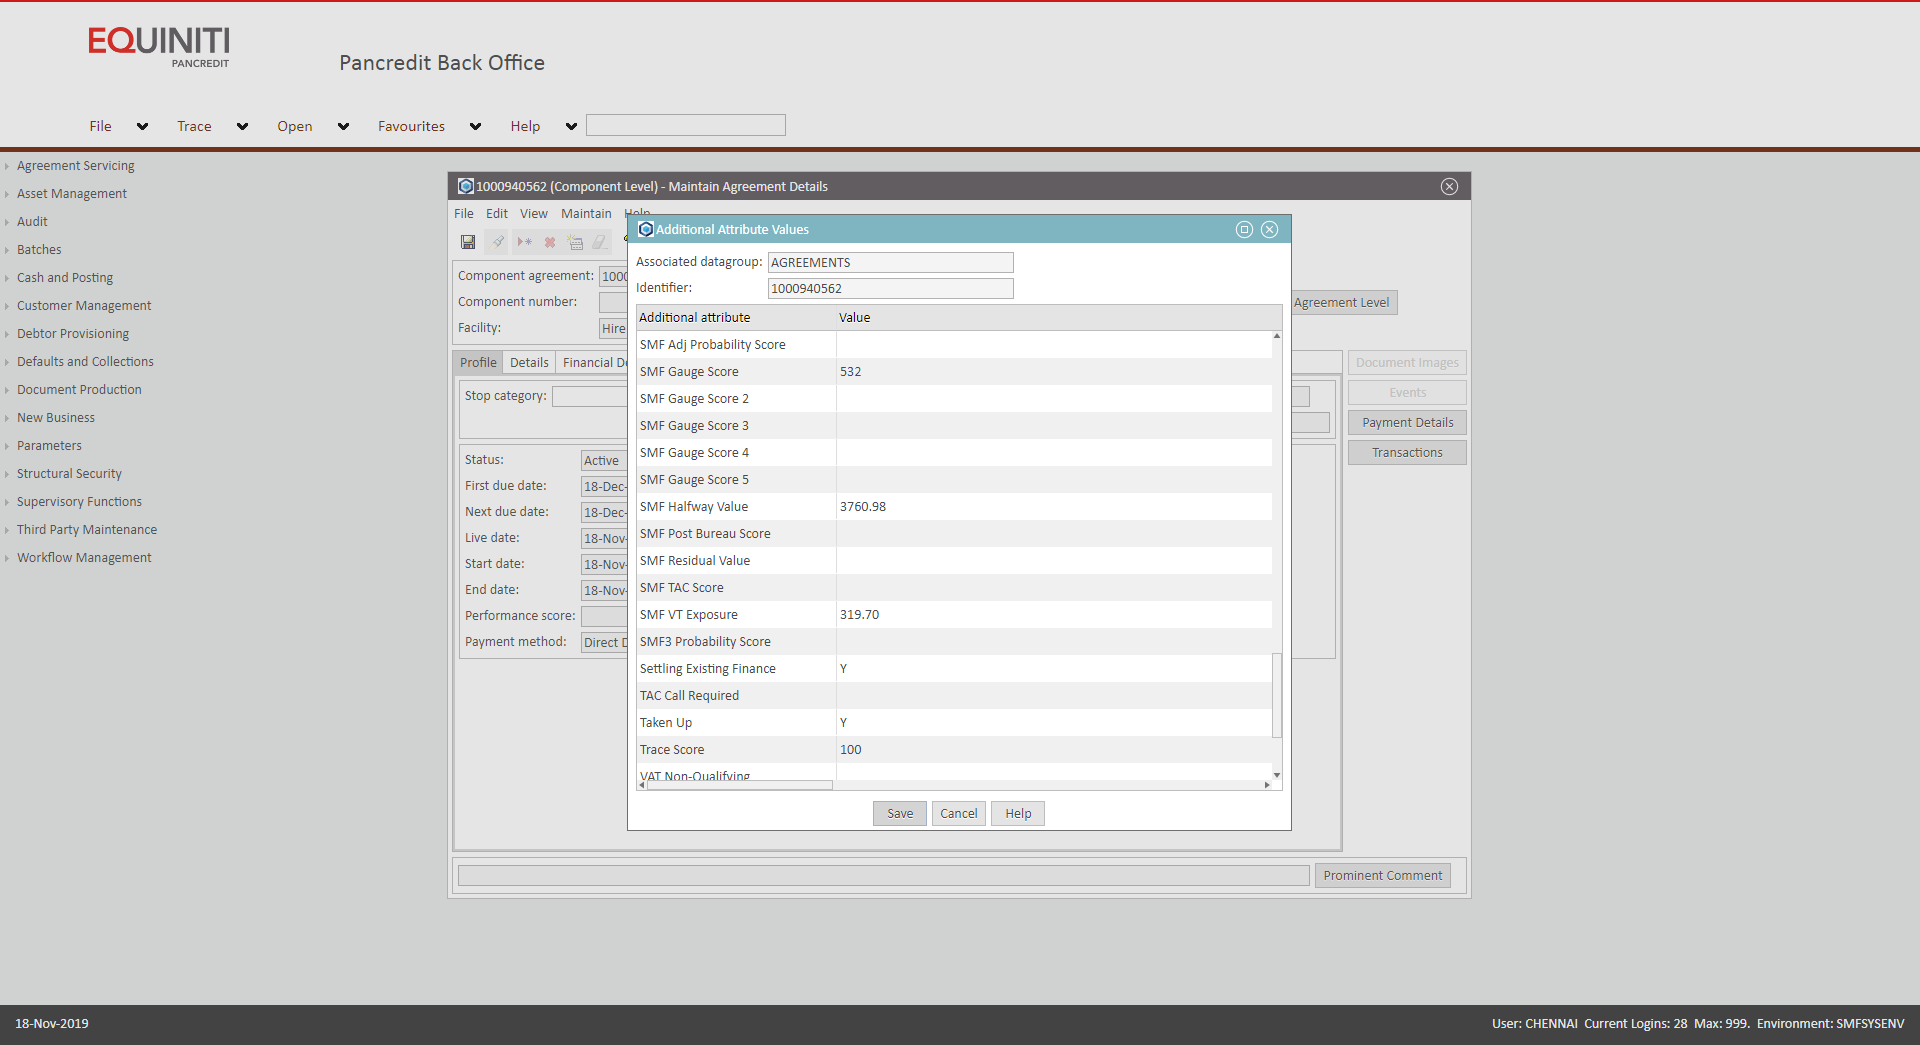 EQUINITI
PANCREDIT
Pancredit Back Office
File Trace Open Favourites Help
Agreement Servicing
Asset Management
Audit
Batches
Cash and Posting
Customer Management
Debtor Provisioning
Defaults and Collections
Document Production
New Business
Parameters
Structural Security
Supervisory Functions
Third Party Maintenance
Workflow Management
1000940562 (Component Level) - Maintain Agreement Details
File Edit View Maintain Help
Component agreement: 1000
Component number:
Facility: Hire
Agreement Level
Profile Details Financial De
Stop category:
Status: Active
First due date: 18-Dec-
Next due date: 18-Dec-
Live date: 18-Nov-
Start date: 18-Nov-
End date: 18-Nov-
Performance score:
Payment method: Direct D
Document Images
Events
Payment Details
Transactions
Additional Attribute Values
Associated datagroup: AGREEMENTS
Identifier: 1000940562
Additional attribute Value
SMF Adj Probability Score
SMF Gauge Score 532
SMF Gauge Score 2
SMF Gauge Score 3
SMF Gauge Score 4
SMF Gauge Score 5
SMF Halfway Value 3760.98
SMF Post Bureau Score
SMF Residual Value
SMF TAC Score
SMF VT Exposure 319.70
SMF3 Probability Score
Settling Existing Finance Y
TAC Call Required
Taken Up Y
Trace Score 100
VAT Non-Qualifying
Save Cancel Help
Prominent Comment
18-Nov-2019
User: CHENNAI Current Logins: 28 Max: 999. Environment: SMFSYSENV